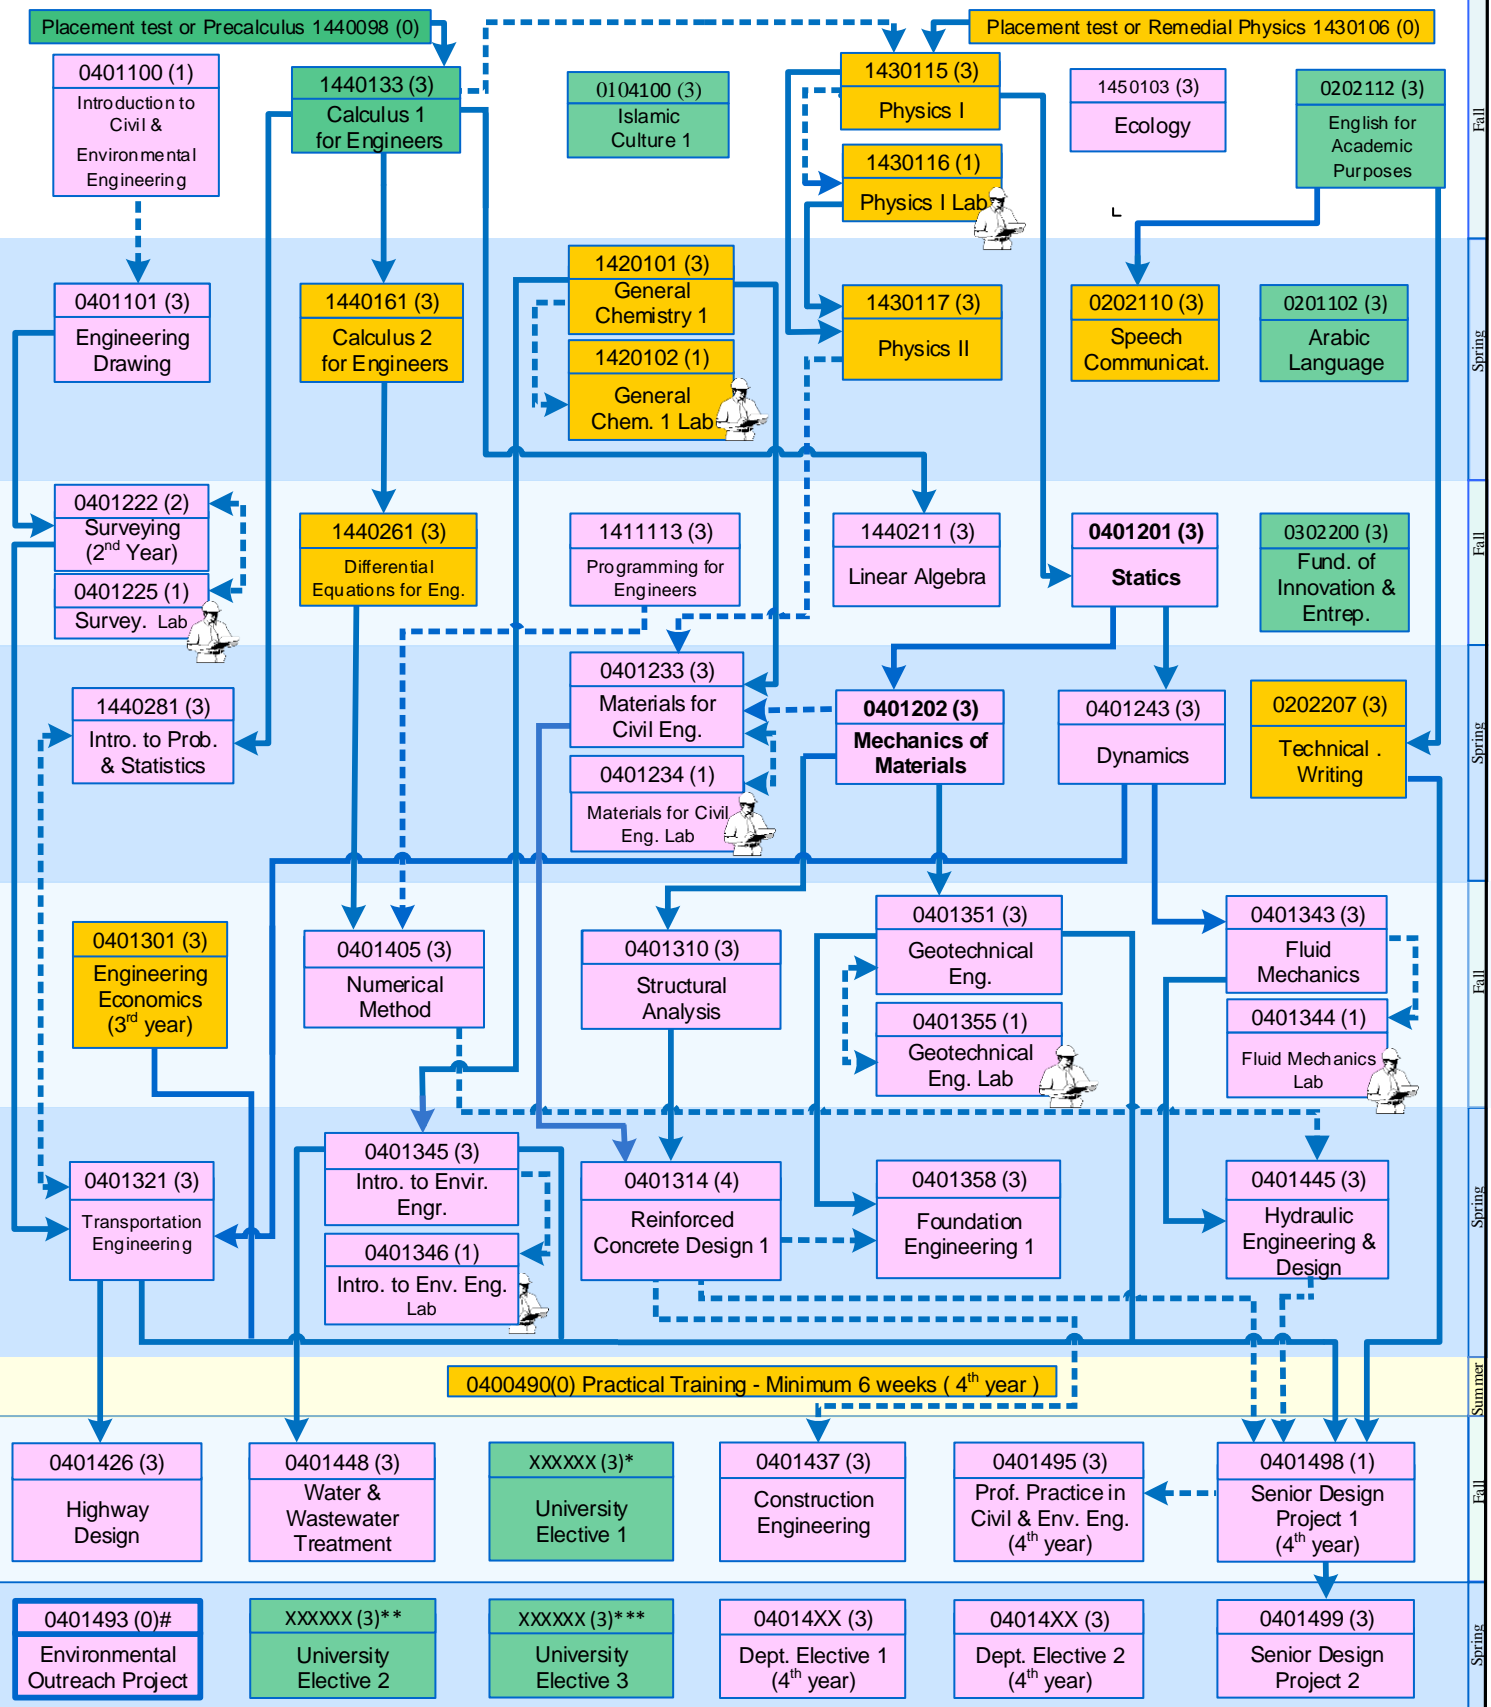 Placement test or Precalculus 1440098 (0)
Placement test or Remedial Physics 1430106 (0)
0401100 (1)
Introduction to
Civil &
Environmental
Engineering
1440133 (3)
Calculus 1
for Engineers
0104100 (3)
Islamic
Culture 1
1430115 (3)
Physics I
1430116 (1)
Physics I Lab
1450103 (3)
Ecology
0202112 (3)
English for
Academic
Purposes
Fall
0401101 (3)
Engineering
Drawing
1440161 (3)
Calculus 2
for Engineers
1420101 (3)
General
Chemistry 1
1420102 (1)
General
Chem. 1 Lab
1430117 (3)
Physics II
0202110 (3)
Speech
Communicat.
0201102 (3)
Arabic
Language
Spring
0401222 (2)
Surveying
(2nd Year)
0401225 (1)
Survey. Lab
1440261 (3)
Differential
Equations for Eng.
1411113 (3)
Programming for
Engineers
1440211 (3)
Linear Algebra
0401201 (3)
Statics
0302200 (3)
Fund. of
Innovation &
Entrep.
Fall
1440281 (3)
Intro. to Prob.
& Statistics
0401233 (3)
Materials for
Civil Eng.
0401234 (1)
Materials for Civil
Eng. Lab
0401202 (3)
Mechanics of
Materials
0401243 (3)
Dynamics
0202207 (3)
Technical .
Writing
Spring
0401301 (3)
Engineering
Economics
(3rd year)
0401405 (3)
Numerical
Method
0401310 (3)
Structural
Analysis
0401351 (3)
Geotechnical
Eng.
0401355 (1)
Geotechnical
Eng. Lab
0401343 (3)
Fluid
Mechanics
0401344 (1)
Fluid Mechanics
Lab
Fall
0401321 (3)
Transportation
Engineering
0401345 (3)
Intro. to Envir.
Engr.
0401346 (1)
Intro. to Env. Eng.
Lab
0401314 (4)
Reinforced
Concrete Design 1
0401358 (3)
Foundation
Engineering 1
0401445 (3)
Hydraulic
Engineering &
Design
Spring
0400490(0) Practical Training - Minimum 6 weeks ( 4th year )
Summer
0401426 (3)
Highway
Design
0401448 (3)
Water &
Wastewater
Treatment
XXXXXX (3)*
University
Elective 1
0401437 (3)
Construction
Engineering
0401495 (3)
Prof. Practice in
Civil & Env. Eng.
(4th year)
0401498 (1)
Senior Design
Project 1
(4th year)
Fall
0401493 (0)#
Environmental
Outreach Project
XXXXXX (3)**
University
Elective 2
XXXXXX (3)***
University
Elective 3
04014XX (3)
Dept. Elective 1
(4th year)
04014XX (3)
Dept. Elective 2
(4th year)
0401499 (3)
Senior Design
Project 2
Spring